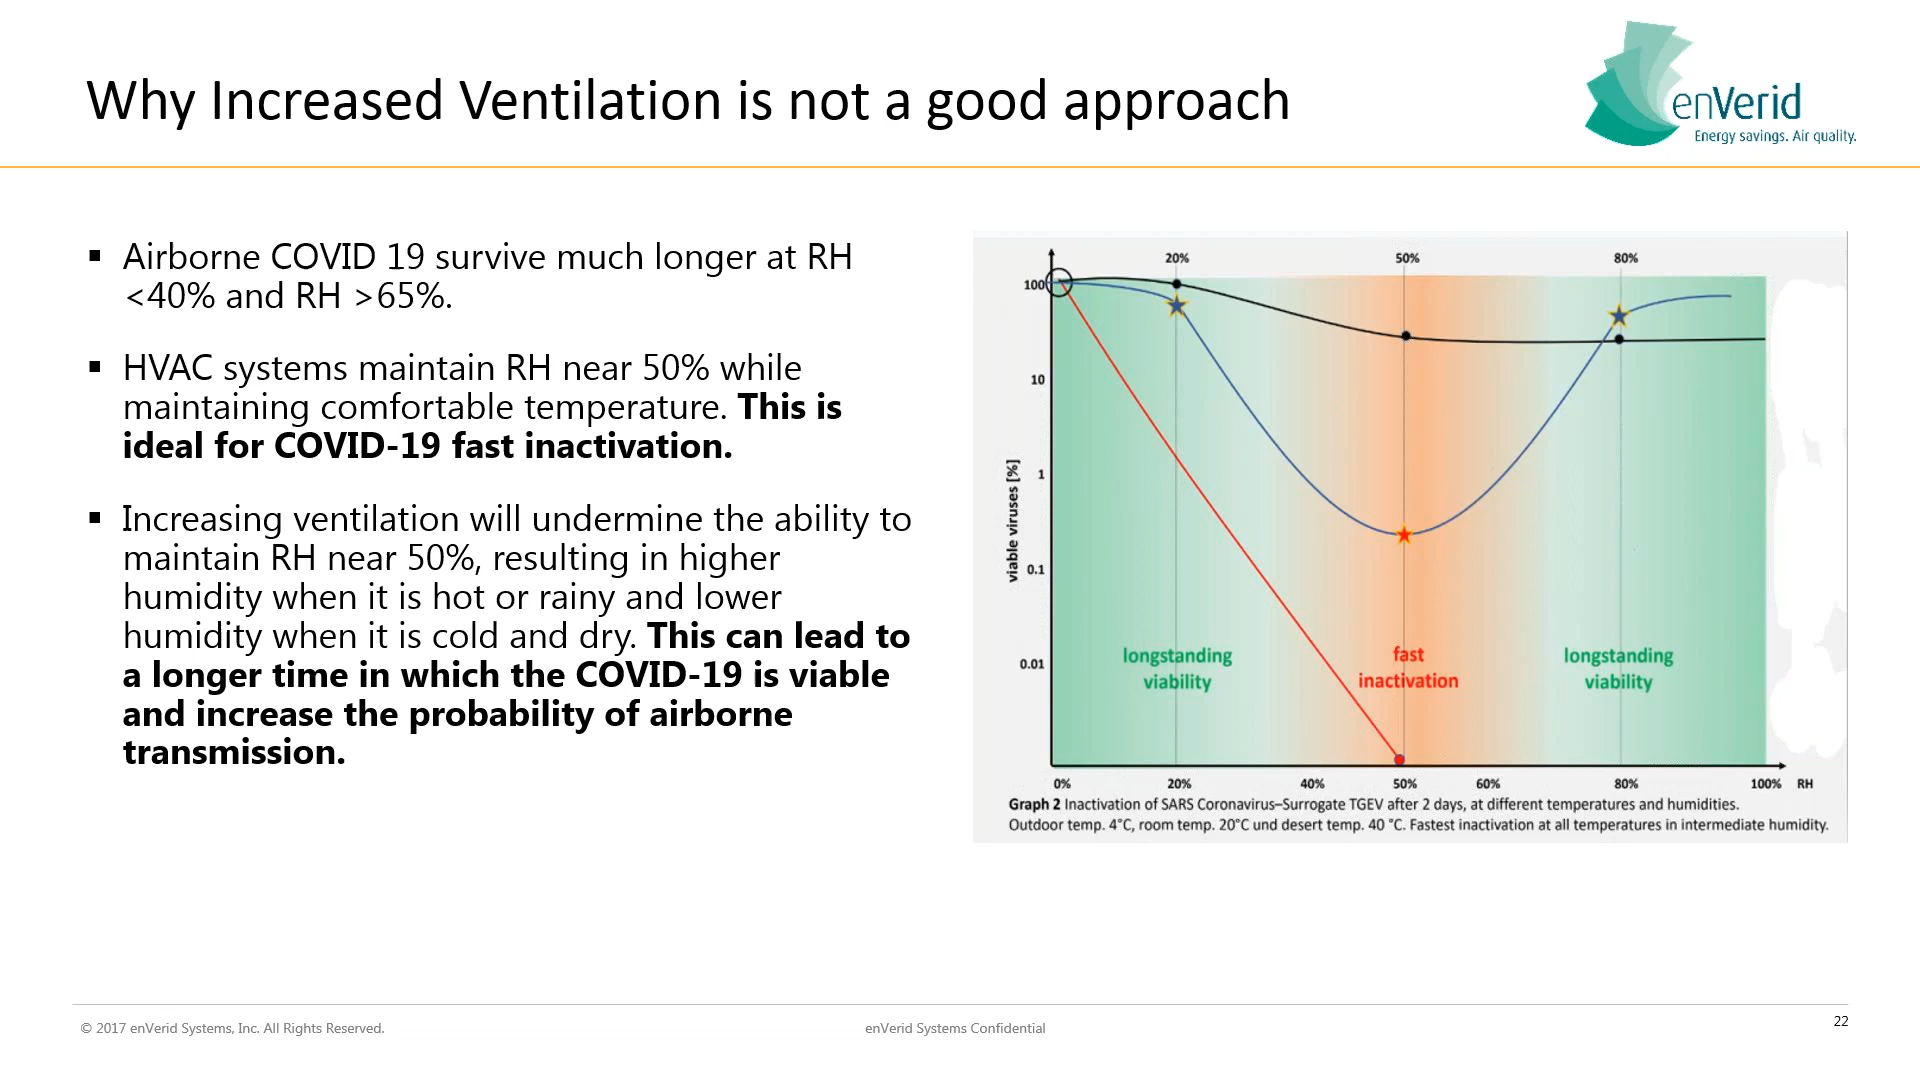 Why Increased Ventilation is not a good approach
enVerid
Energy savings. Air quality.
▪ Airborne COVID 19 survive much longer at RH
<40% and RH >65%.
▪ HVAC systems maintain RH near 50% while
maintaining comfortable temperature. This is
ideal for COVID-19 fast inactivation.
▪ Increasing ventilation will undermine the ability to
maintain RH near 50%, resulting in higher
humidity when it is hot or rainy and lower
humidity when it is cold and dry. This can lead to
a longer time in which the COVID-19 is viable
and increase the probability of airborne
transmission.
20% 50% 80%
100
10
1
0.1
0.01
viable viruses [%]
longstanding
viability
fast
inactivation
longstanding
viability
0% 20% 40% 50% 60% 80% 100% RH
Graph 2 Inactivation of SARS Coronavirus–Surrogate TGEV after 2 days, at different temperatures and humidities.
Outdoor temp. 4°C, room temp. 20°C und desert temp. 40 °C. Fastest inactivation at all temperatures in intermediate humidity.
© 2017 enVerid Systems, Inc. All Rights Reserved.
enVerid Systems Confidential
22